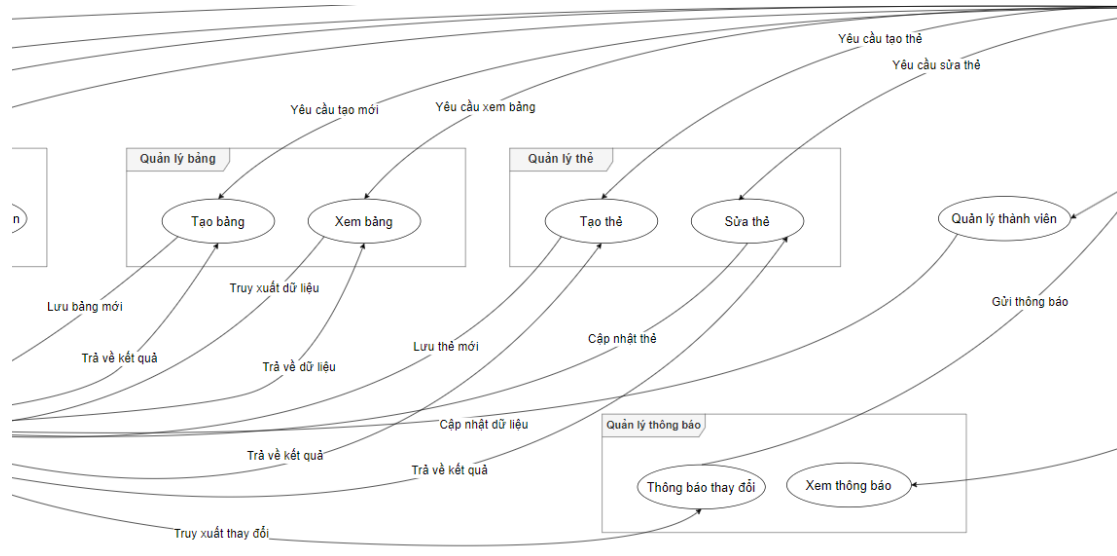 Yêu cầu tạo thẻ
Yêu cầu sửa thẻ
Yêu cầu tạo mới
Yêu cầu xem bảng
Quản lý bảng
Quản lý thẻ
n
Tạo bảng
Xem bảng
Tạo thẻ
Sửa thẻ
Quản lý thành viên
Truy xuất dữ liệu
Lưu bảng mới
Gửi thông báo
Trả về kết quả
Trả về dữ liệu
Lưu thẻ mới
Cập nhật thẻ
Cập nhật dữ liệu
Quản lý thông báo
Trả về kết quả
Trả về kết quả
Thông báo thay đổi
Xem thông báo
Truy xuất thay đổi